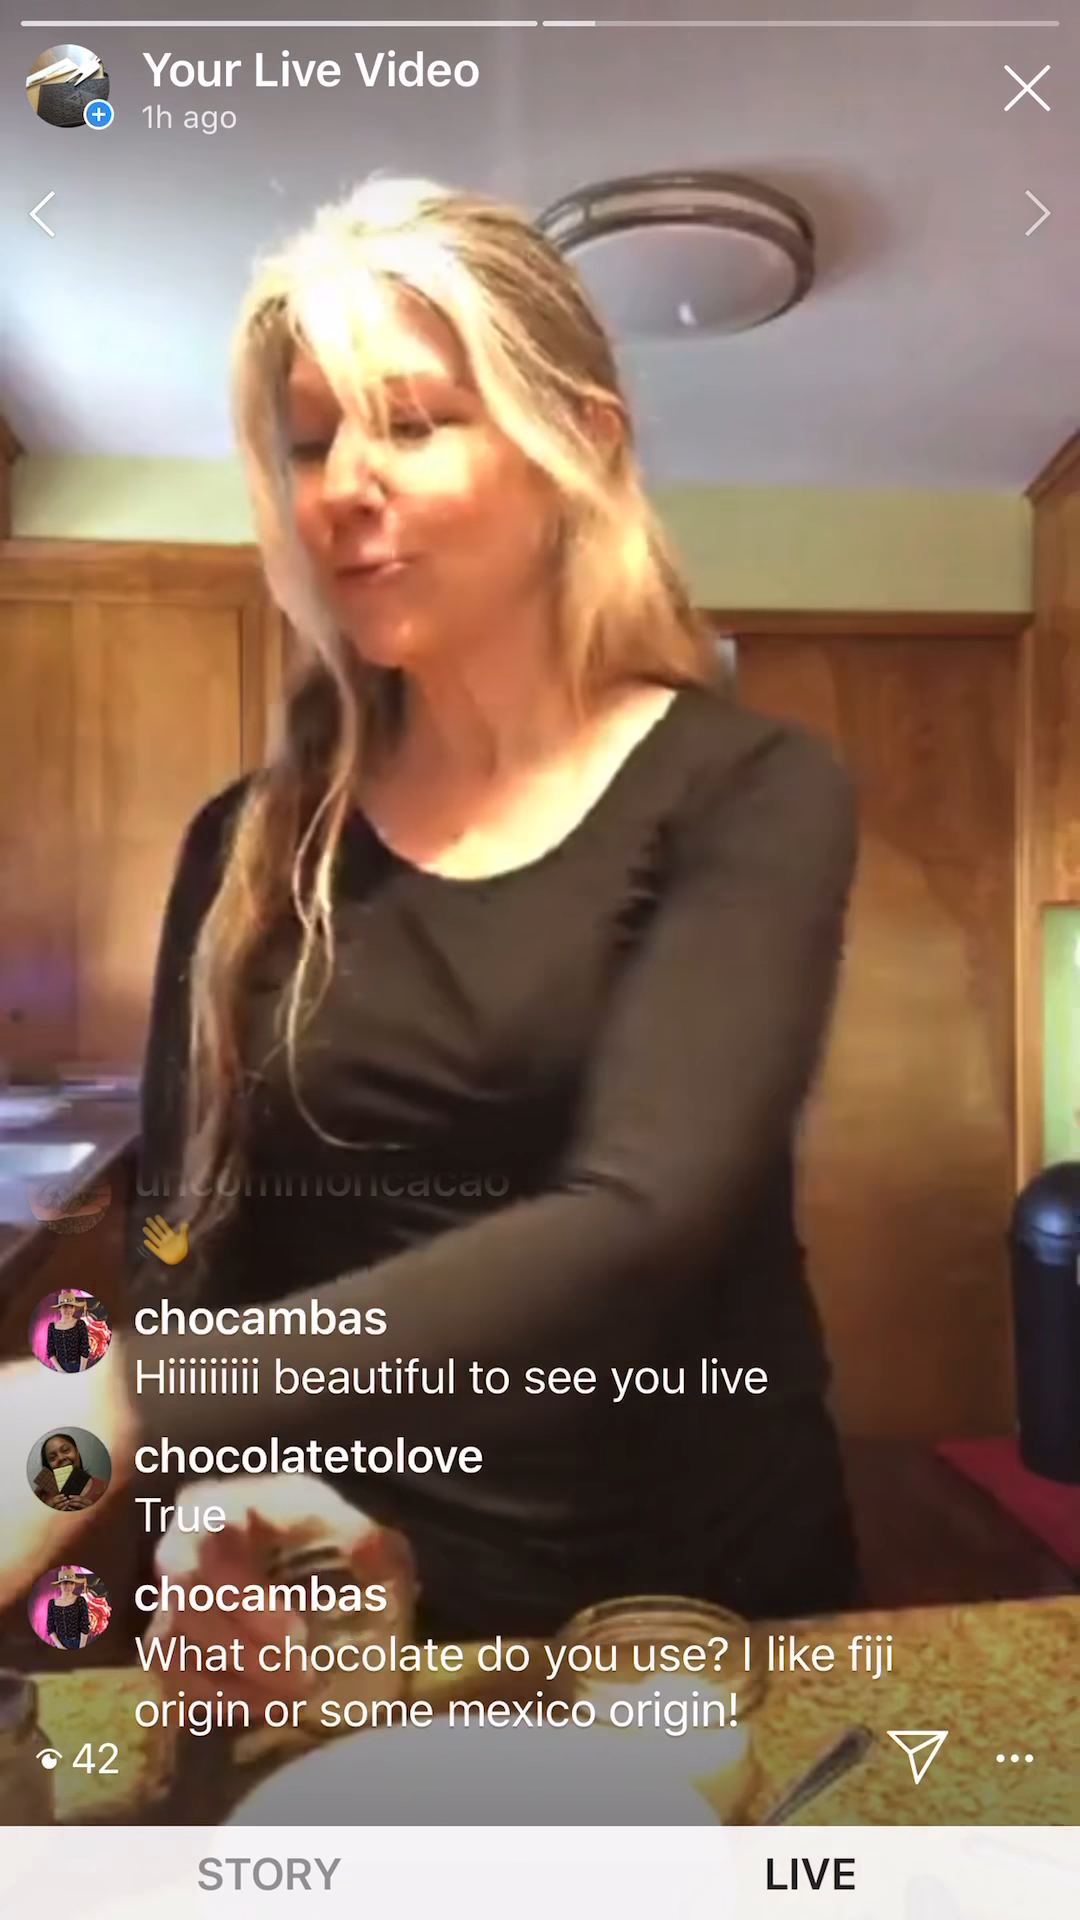 Your Live Video
1h ago
uncommoncacao
👋
chocambas
Hiiiiiiiii beautiful to see you live
chocolatetolove
True
chocambas
What chocolate do you use? I like fiji
origin or some mexico origin!
42
STORY
LIVE